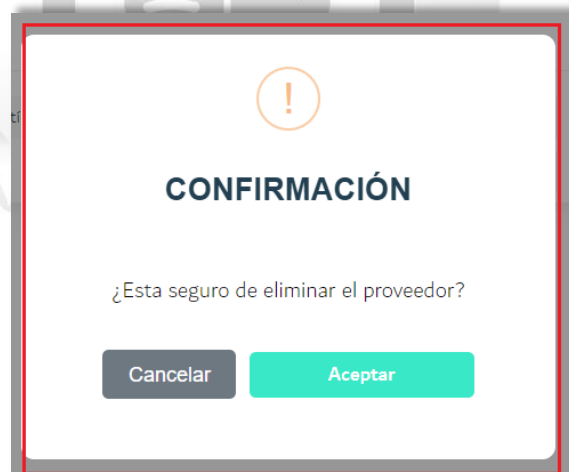 !
CONFIRMACIÓN
¿Esta seguro de eliminar el proveedor?
Cancelar
Aceptar